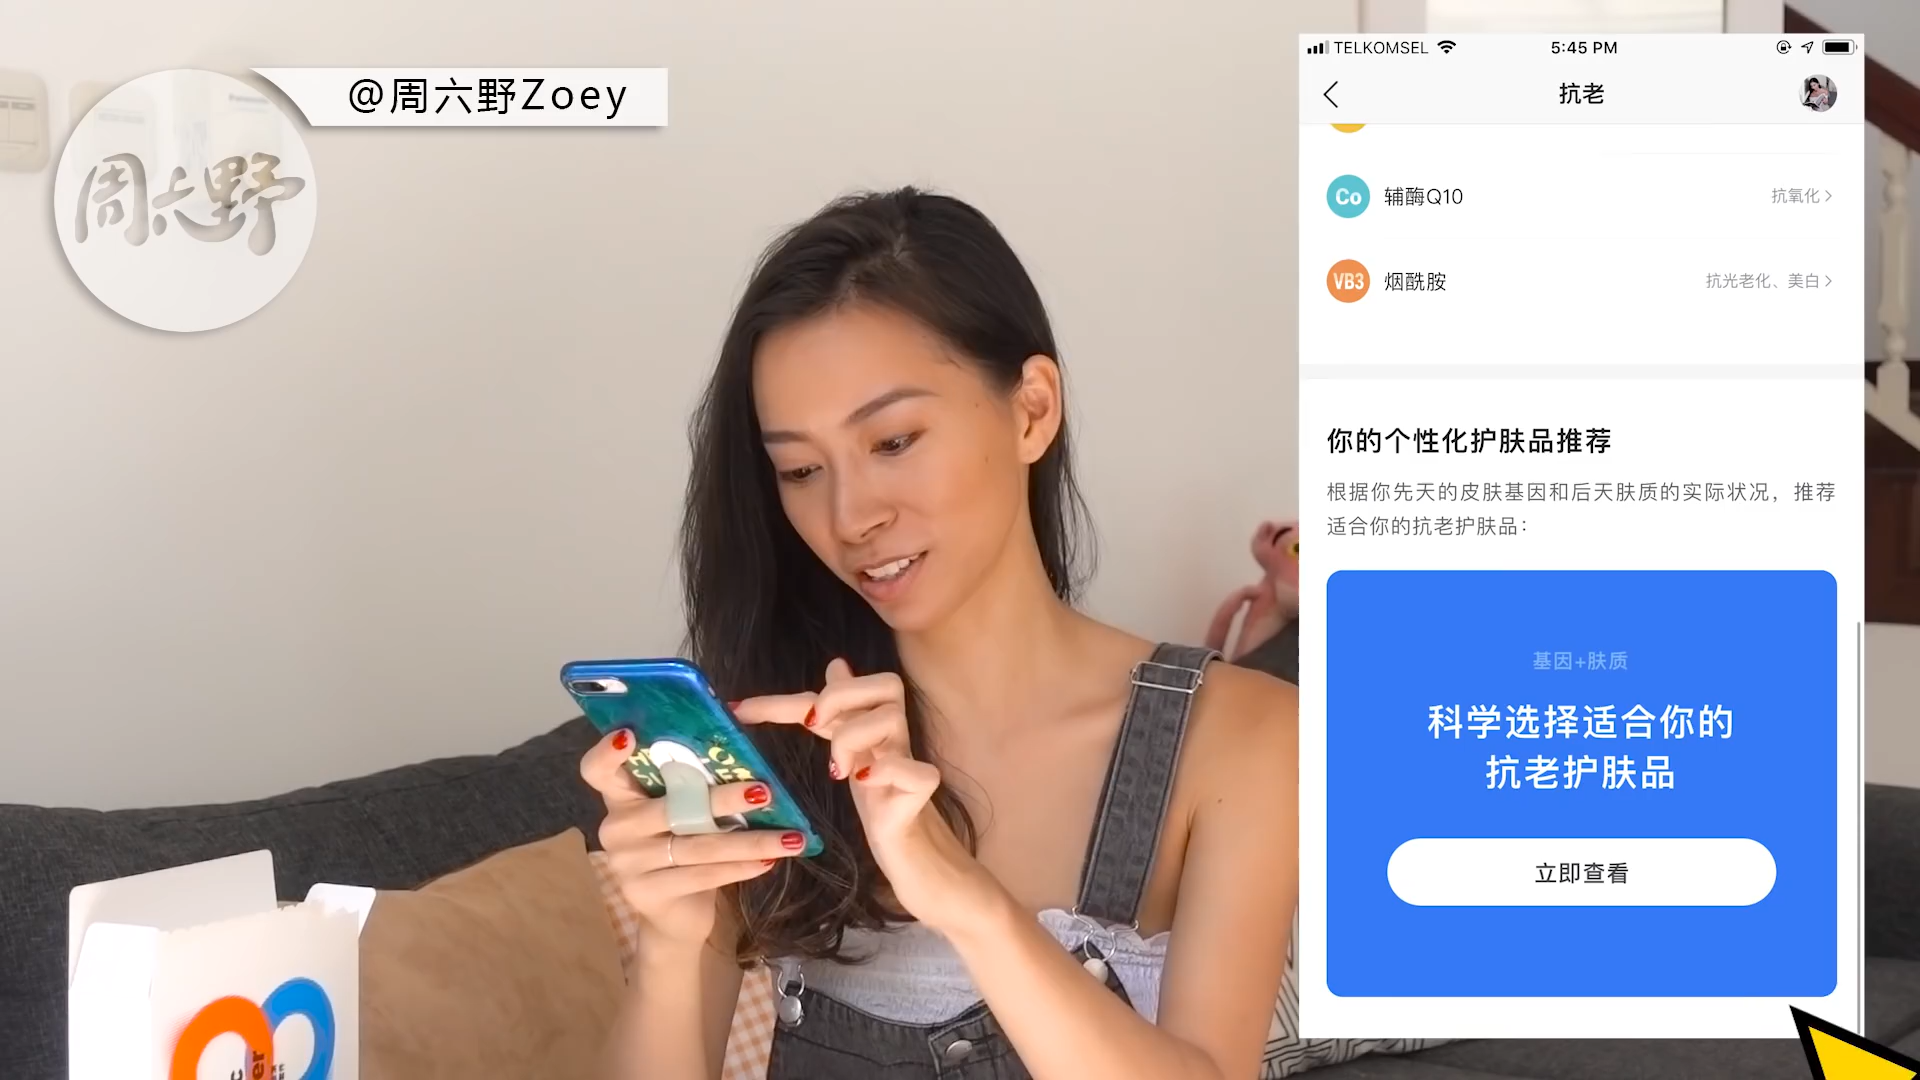 @周六野Zoey
周六野
TELKOMSEL
5:45 PM
抗老
Co
辅酶Q10
抗氧化
VB3
烟酰胺
抗光老化、美白
你的个性化护肤品推荐
根据你先天的皮肤基因和后天肤质的实际状况，推荐
适合你的抗老护肤品：
基因+肤质
科学选择适合你的
抗老护肤品
立即查看